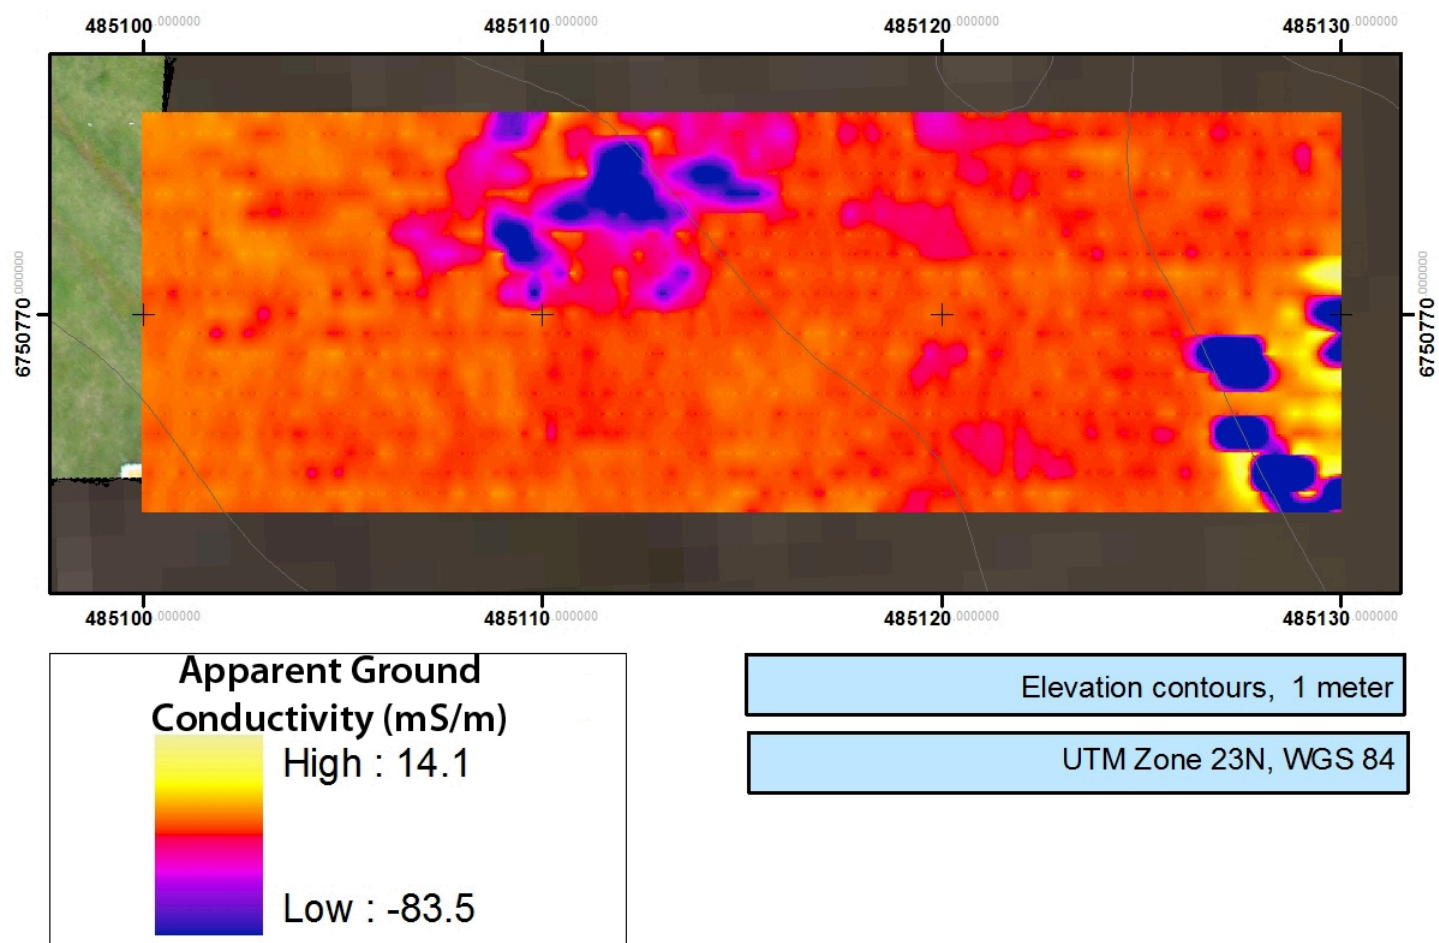 485100.000000 485110.000000 485120.000000 485130.000000
6750770.000000
6750770.000000
485100.000000 485110.000000 485120.000000 485130.000000
Apparent Ground
Conductivity (mS/m)
High : 14.1
Low : -83.5
Elevation contours, 1 meter
UTM Zone 23N, WGS 84